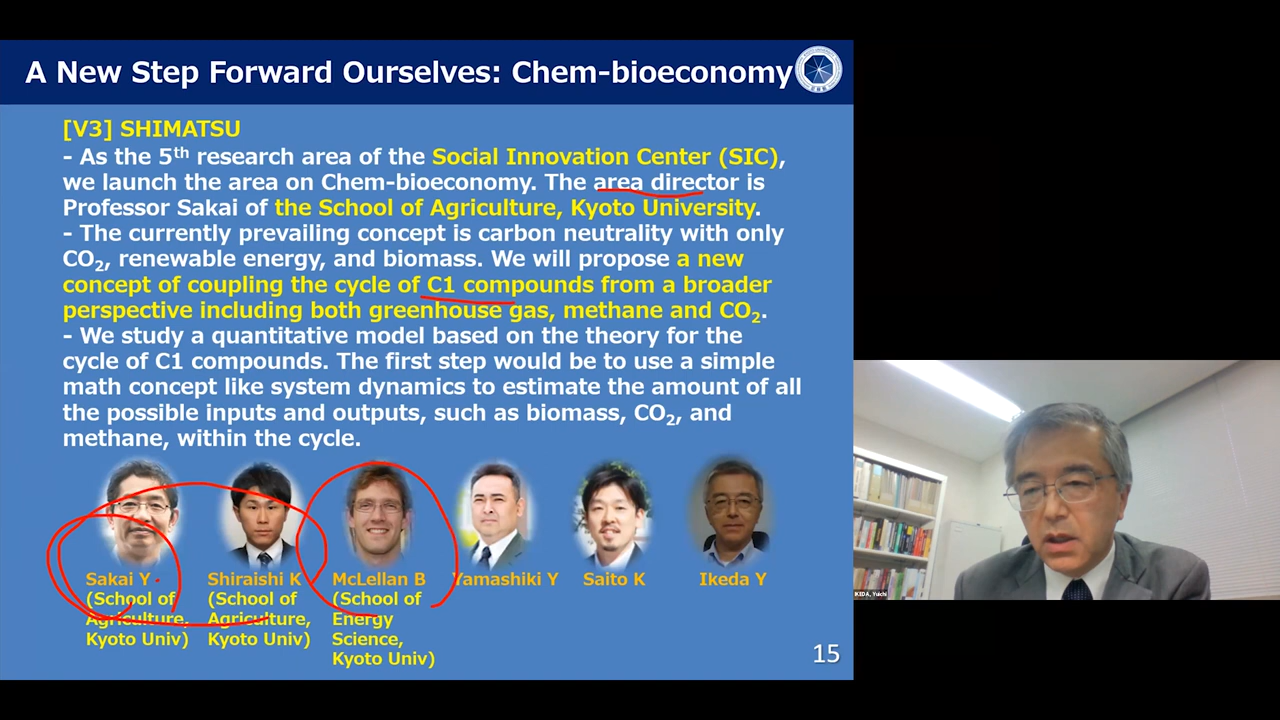 A New Step Forward Ourselves: Chem-bioeconomy
[V3] SHIMATSU
- As the 5th research area of the Social Innovation Center (SIC),
we launch the area on Chem-bioeconomy. The area director is
Professor Sakai of the School of Agriculture, Kyoto University.
- The currently prevailing concept is carbon neutrality with only
CO2, renewable energy, and biomass. We will propose a new
concept of coupling the cycle of C1 compounds from a broader
perspective including both greenhouse gas, methane and CO2.
- We study a quantitative model based on the theory for the
cycle of C1 compounds. The first step would be to use a simple
math concept like system dynamics to estimate the amount of all
the possible inputs and outputs, such as biomass, CO2, and
methane, within the cycle.
Sakai Y
(School of
Agriculture,
Kyoto Univ)
Shiraishi K
(School of
Agriculture,
Kyoto Univ)
McLellan B
(School of
Energy
Science,
Kyoto Univ)
Yamashiki Y
Saito K
Ikeda Y
15
IKEDA, Yuichi